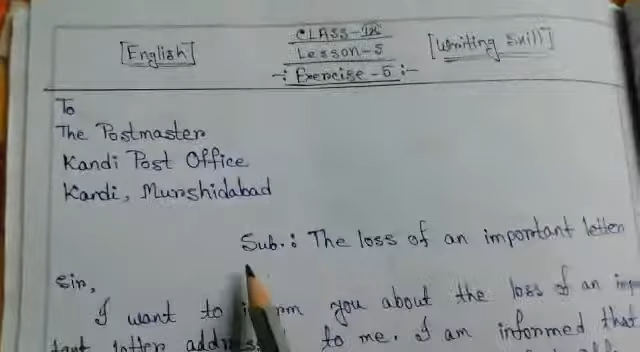 CLASS-IX
[English]
Lesson-5
[Writing Skill]
-: Exercise-5 :-
To
The Postmaster
Kandi Post Office
Kandi, Murshidabad
Sub.: The loss of an important letter
Sir,
I want to you about the loss of an
tant letter to me. I am informed that